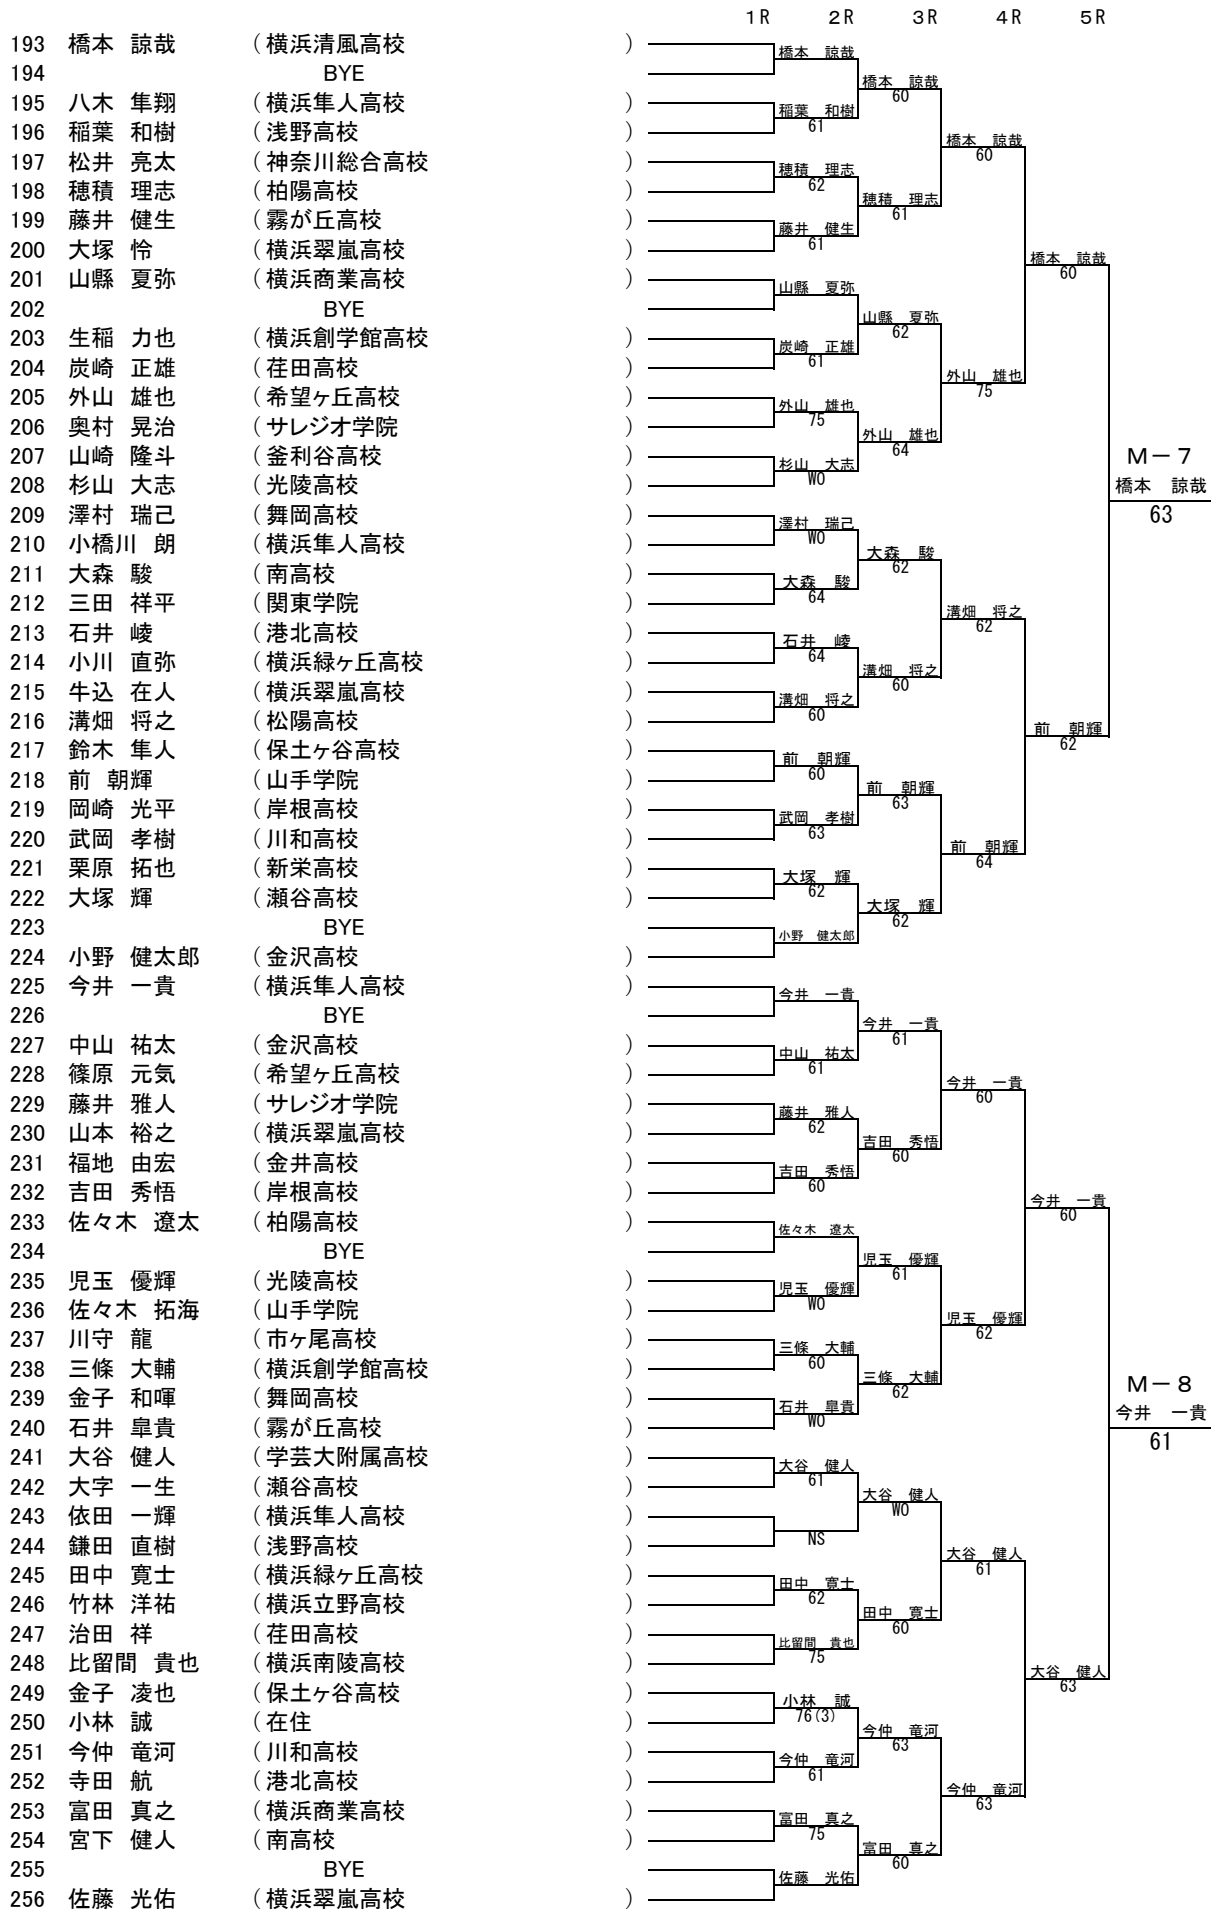 1R 2R 3R 4R 5R
193 橋本 諒哉 (横浜清風高校 )
橋本 諒哉
194 BYE
橋本 諒哉
60
195 八木 隼翔 (横浜隼人高校 )
稲葉 和樹
61
196 稲葉 和樹 (浅野高校 )
橋本 諒哉
60
197 松井 亮太 (神奈川総合高校 )
穂積 理志
62
198 穂積 理志 (柏陽高校 )
穂積 理志
61
199 藤井 健生 (霧が丘高校 )
藤井 健生
61
200 大塚 怜 (横浜翠嵐高校 )
橋本 諒哉
60
201 山縣 夏弥 (横浜商業高校 )
山縣 夏弥
202 BYE
山縣 夏弥
62
203 生稲 力也 (横浜創学館高校 )
炭崎 正雄
61
204 炭崎 正雄 (荏田高校 )
外山 雄也
75
205 外山 雄也 (希望ヶ丘高校 )
外山 雄也
75
206 奥村 晃治 (サレジオ学院 )
外山 雄也
64
207 山崎 隆斗 (釜利谷高校 )
杉山 大志
WO
208 杉山 大志 (光陵高校 )
M-7
橋本 諒哉
63
209 澤村 瑞己 (舞岡高校 )
澤村 瑞己
WO
210 小橋川 朗 (横浜隼人高校 )
大森 駿
62
211 大森 駿 (南高校 )
大森 駿
64
212 三田 祥平 (関東学院 )
溝畑 将之
62
213 石井 崚 (港北高校 )
石井 崚
64
214 小川 直弥 (横浜緑ヶ丘高校 )
溝畑 将之
60
215 牛込 在人 (横浜翠嵐高校 )
溝畑 将之
60
216 溝畑 将之 (松陽高校 )
前 朝輝
62
217 鈴木 隼人 (保土ヶ谷高校 )
前 朝輝
60
218 前 朝輝 (山手学院 )
前 朝輝
63
219 岡崎 光平 (岸根高校 )
武岡 孝樹
63
220 武岡 孝樹 (川和高校 )
前 朝輝
64
221 栗原 拓也 (新栄高校 )
大塚 輝
62
222 大塚 輝 (瀬谷高校 )
大塚 輝
62
223 BYE
小野 健太郎
224 小野 健太郎 (金沢高校 )
225 今井 一貴 (横浜隼人高校 )
今井 一貴
226 BYE
今井 一貴
61
227 中山 祐太 (金沢高校 )
中山 祐太
61
228 篠原 元気 (希望ヶ丘高校 )
今井 一貴
60
229 藤井 雅人 (サレジオ学院 )
藤井 雅人
62
230 山本 裕之 (横浜翠嵐高校 )
吉田 秀悟
60
231 福地 由宏 (金井高校 )
吉田 秀悟
60
232 吉田 秀悟 (岸根高校 )
今井 一貴
60
233 佐々木 遼太 (柏陽高校 )
佐々木 遼太
234 BYE
児玉 優輝
61
235 児玉 優輝 (光陵高校 )
児玉 優輝
WO
236 佐々木 拓海 (山手学院 )
児玉 優輝
62
237 川守 龍 (市ヶ尾高校 )
三條 大輔
60
238 三條 大輔 (横浜創学館高校 )
三條 大輔
62
239 金子 和暉 (舞岡高校 )
石井 皐貴
WO
240 石井 皐貴 (霧が丘高校 )
M-8
今井 一貴
61
241 大谷 健人 (学芸大附属高校 )
大谷 健人
61
242 大字 一生 (瀬谷高校 )
大谷 健人
WO
243 依田 一輝 (横浜隼人高校 )
NS
244 鎌田 直樹 (浅野高校 )
大谷 健人
61
245 田中 寛士 (横浜緑ヶ丘高校 )
田中 寛士
62
246 竹林 洋祐 (横浜立野高校 )
田中 寛士
60
247 治田 祥 (荏田高校 )
比留間 貴也
75
248 比留間 貴也 (横浜南陵高校 )
大谷 健人
63
249 金子 凌也 (保土ヶ谷高校 )
小林 誠
76(3)
250 小林 誠 (在住 )
今仲 竜河
63
251 今仲 竜河 (川和高校 )
今仲 竜河
61
252 寺田 航 (港北高校 )
今仲 竜河
63
253 富田 真之 (横浜商業高校 )
富田 真之
75
254 宮下 健人 (南高校 )
富田 真之
60
255 BYE
佐藤 光佑
256 佐藤 光佑 (横浜翠嵐高校 )